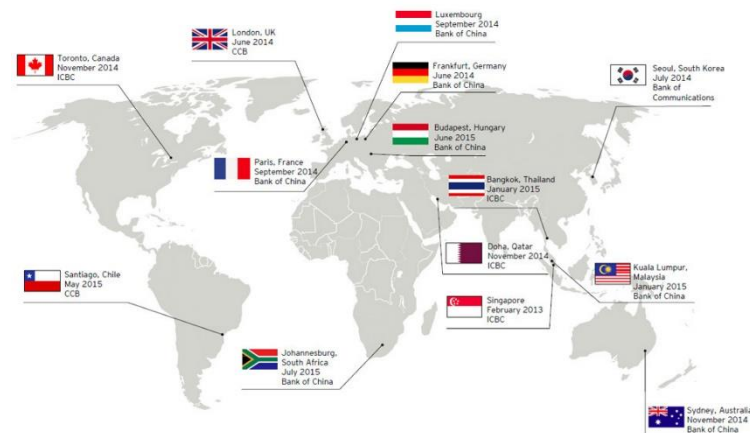 Luxembourg
September 2014
Bank of China
London, UK
June 2014
CCB
Toronto, Canada
November 2014
ICBC
Frankfurt, Germany
June 2014
Bank of China
Seoul, South Korea
July 2014
Bank of
Communications
Budapest, Hungary
June 2015
Bank of China
Paris, France
September 2014
Bank of China
Bangkok, Thailand
January 2015
ICBC
Doha, Qatar
November 2014
ICBC
Kuala Lumpur,
Malaysia
January 2015
Bank of China
Santiago, Chile
May 2015
CCB
Singapore
February 2013
ICBC
Johannesburg,
South Africa
July 2015
Bank of China
Sydney, Australia
November 2014
Bank of China